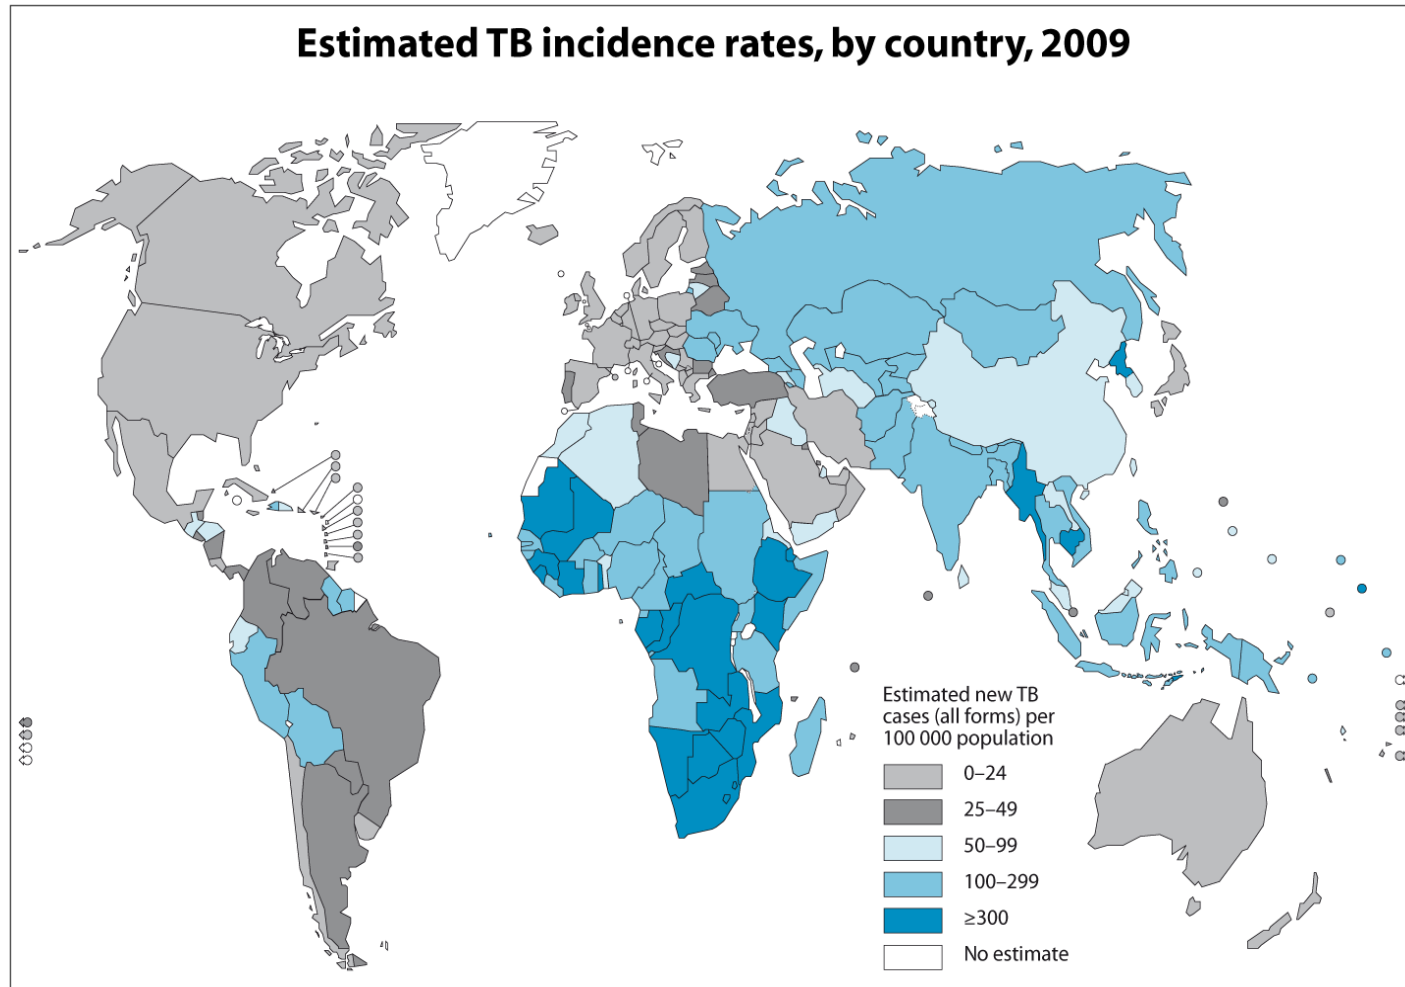 Estimated TB incidence rates, by country, 2009
Estimated new TB
cases (all forms) per
100 000 population
0–24
25–49
50–99
100–299
≥300
No estimate